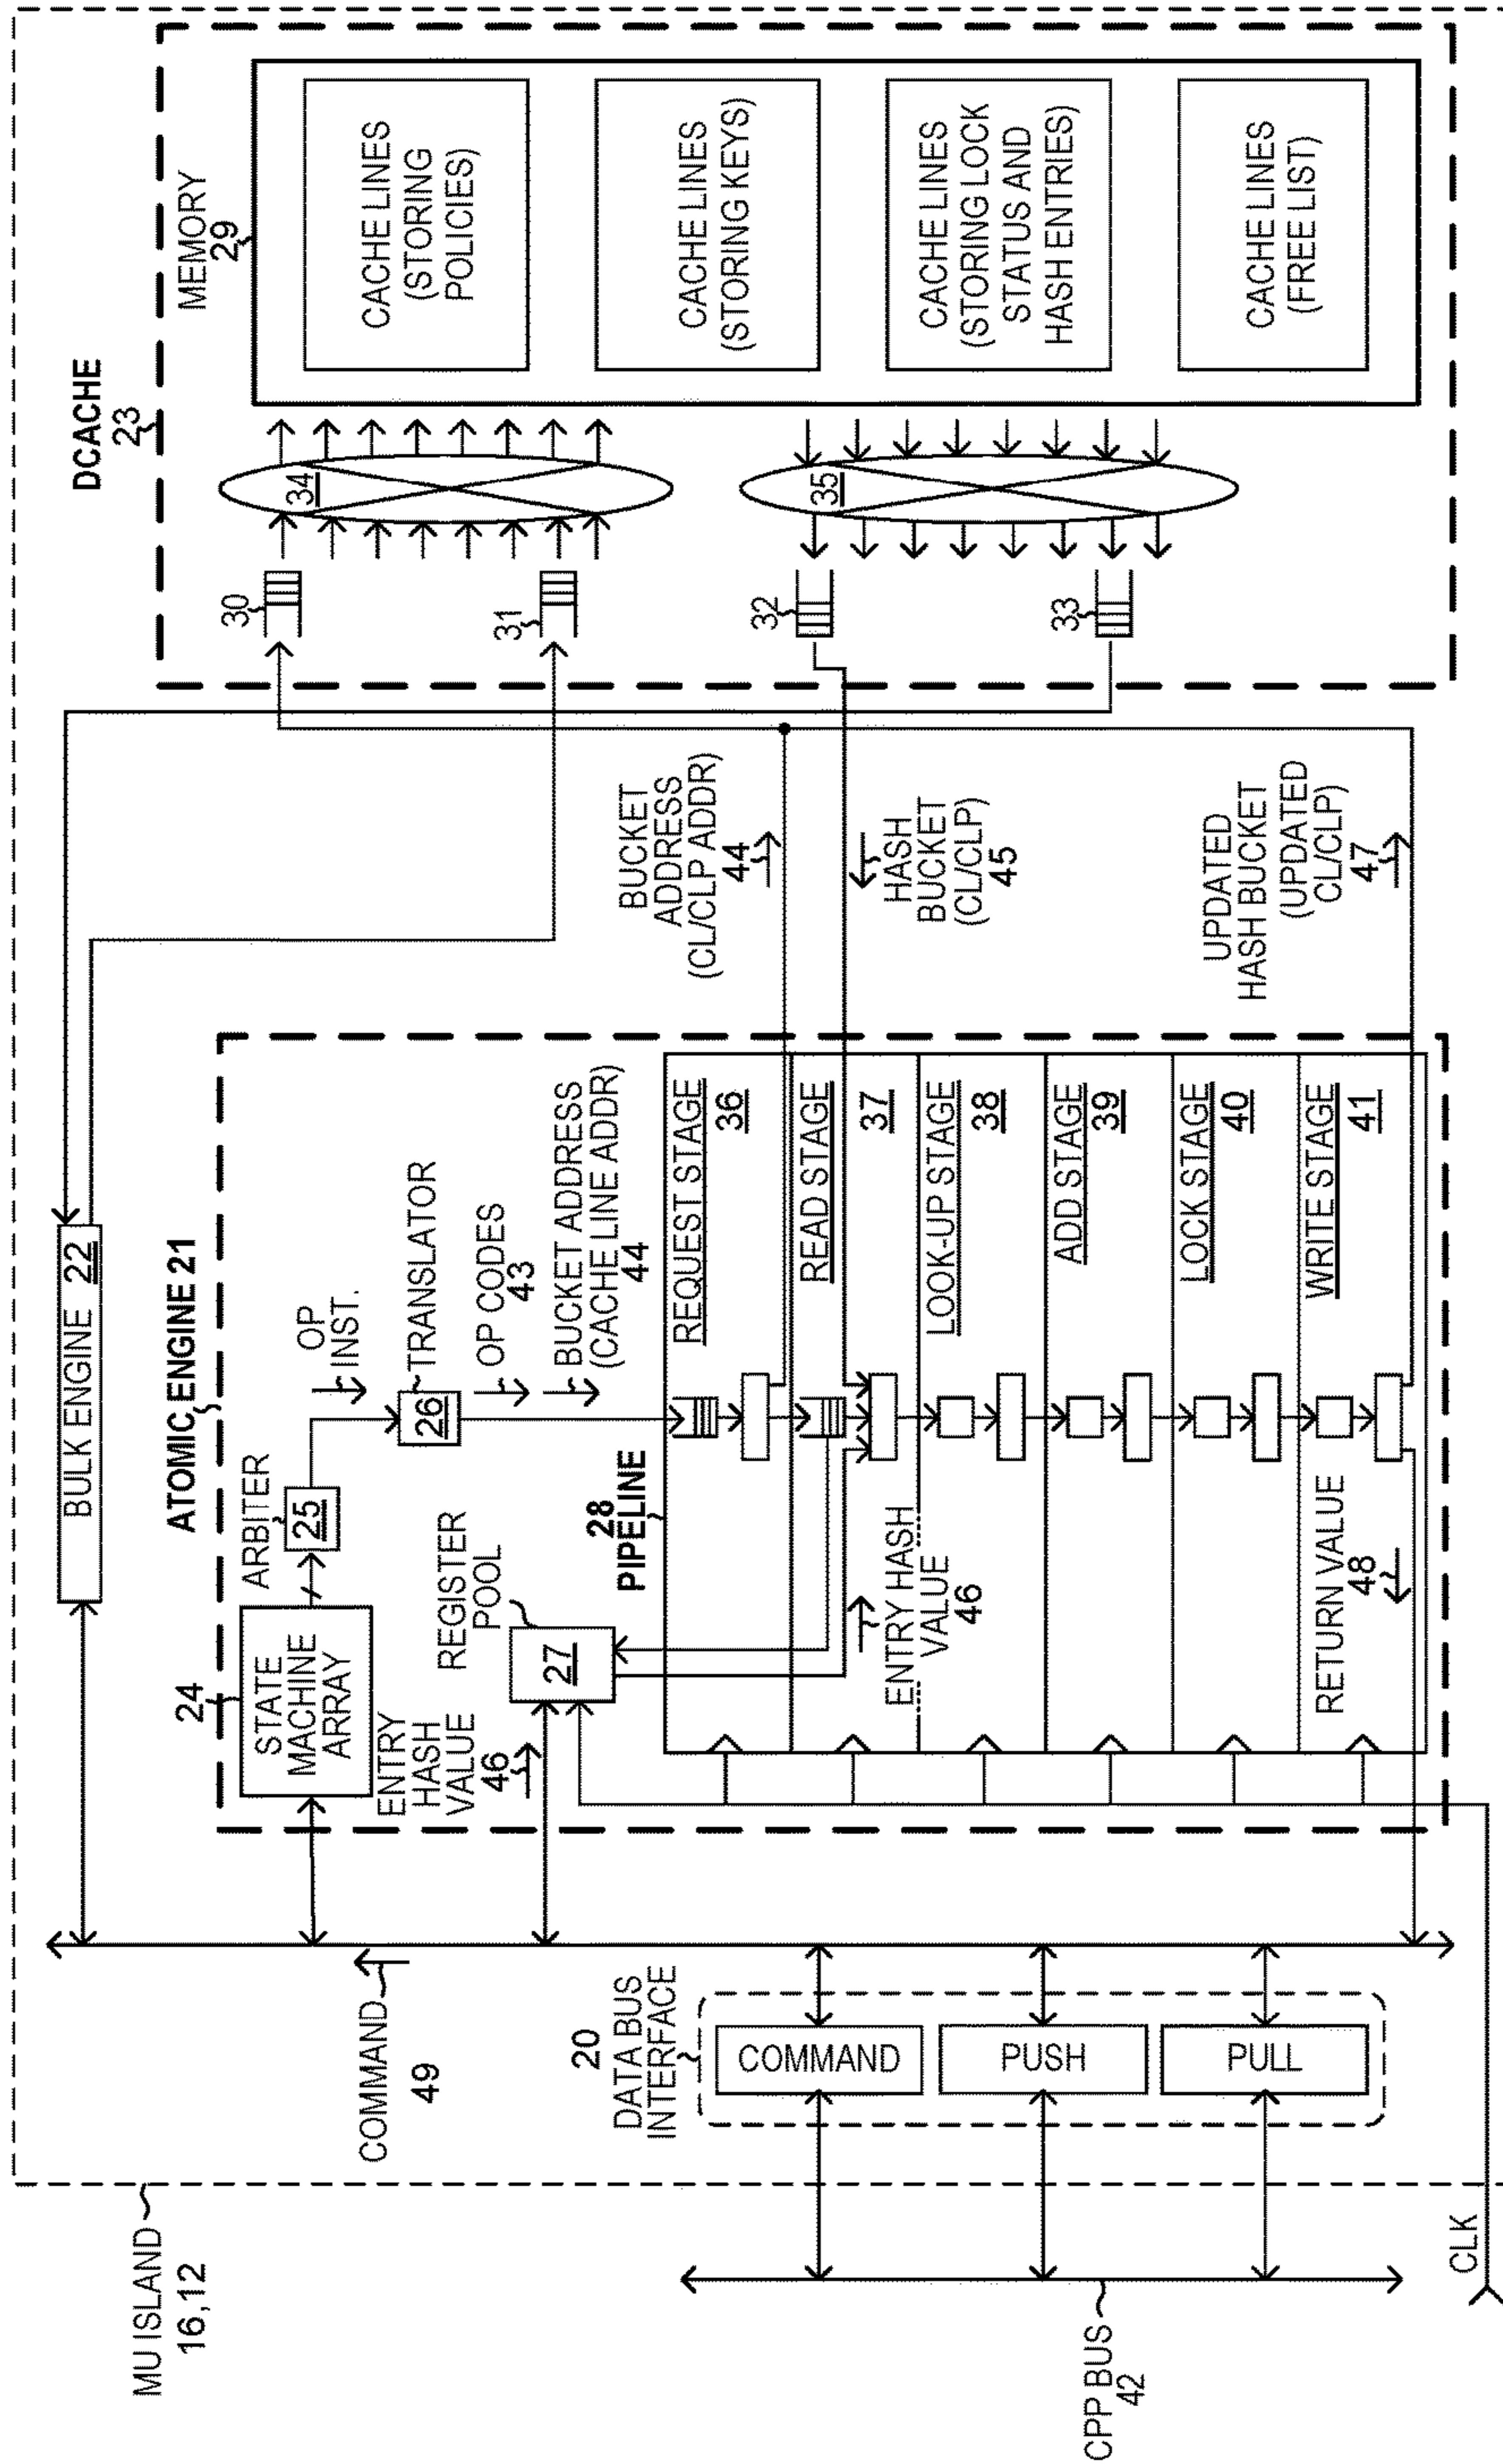 MU ISLAND
16,12
CPP BUS
42
CLK
COMMAND
49
20
DATA BUS
INTERFACE
COMMAND
PUSH
PULL
BULK ENGINE 22
ATOMIC ENGINE 21
24
STATE
MACHINE
ARRAY
ARBITER
25
OP
INST.
26
TRANSLATOR
OP CODES
43
BUCKET ADDRESS
(CACHE LINE ADDR)
44
ENTRY
HASH
VALUE
46
REGISTER
POOL
27
28
PIPELINE
REQUEST STAGE
36
READ STAGE
37
ENTRY HASH
VALUE
46
LOOK-UP STAGE
38
ADD STAGE
39
LOCK STAGE
40
WRITE STAGE
41
RETURN VALUE
48
BUCKET
ADDRESS
(CL/CLP ADDR)
44
HASH
BUCKET
(CL/CLP)
45
UPDATED
HASH BUCKET
(UPDATED
CL/CLP)
47
DCACHE
23
30
31
32
33
34
35
MEMORY
29
CACHE LINES
(STORING
POLICIES)
CACHE LINES
(STORING KEYS)
CACHE LINES
(STORING LOCK
STATUS AND
HASH ENTRIES)
CACHE LINES
(FREE LIST)